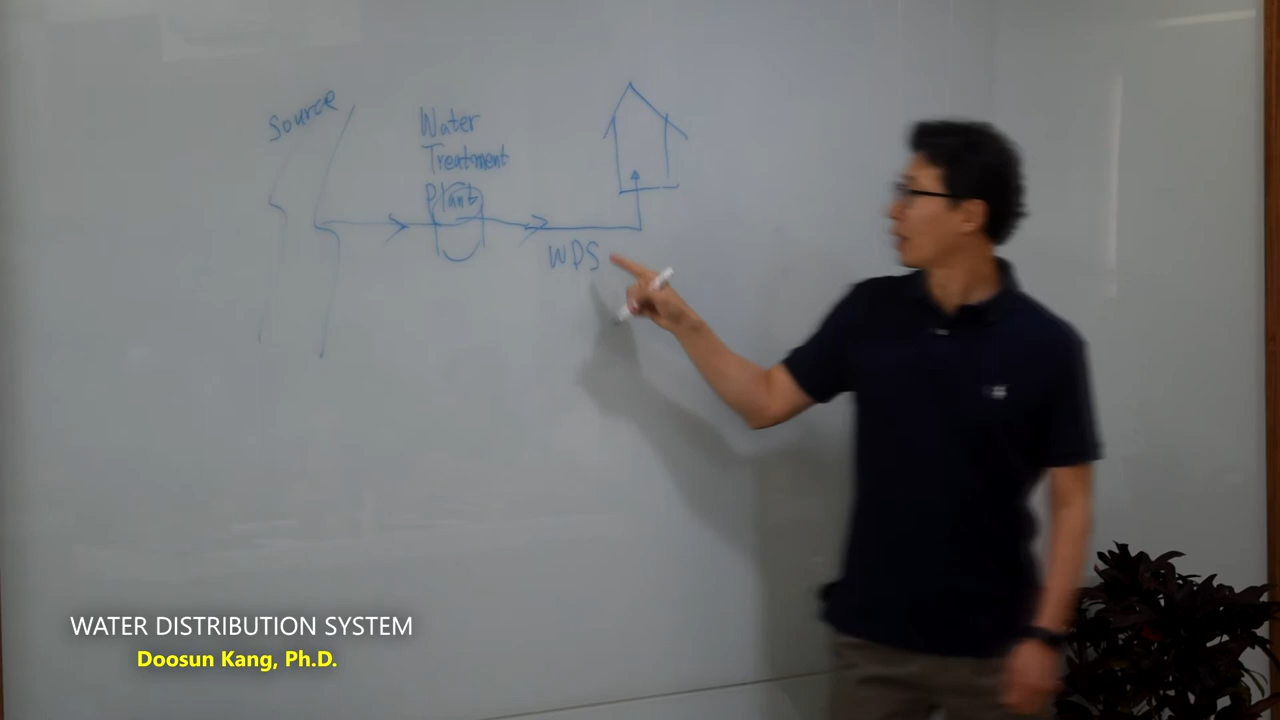 Source
Water
Treatment
Plant
WDS
WATER DISTRIBUTION SYSTEM
Doosun Kang, Ph.D.